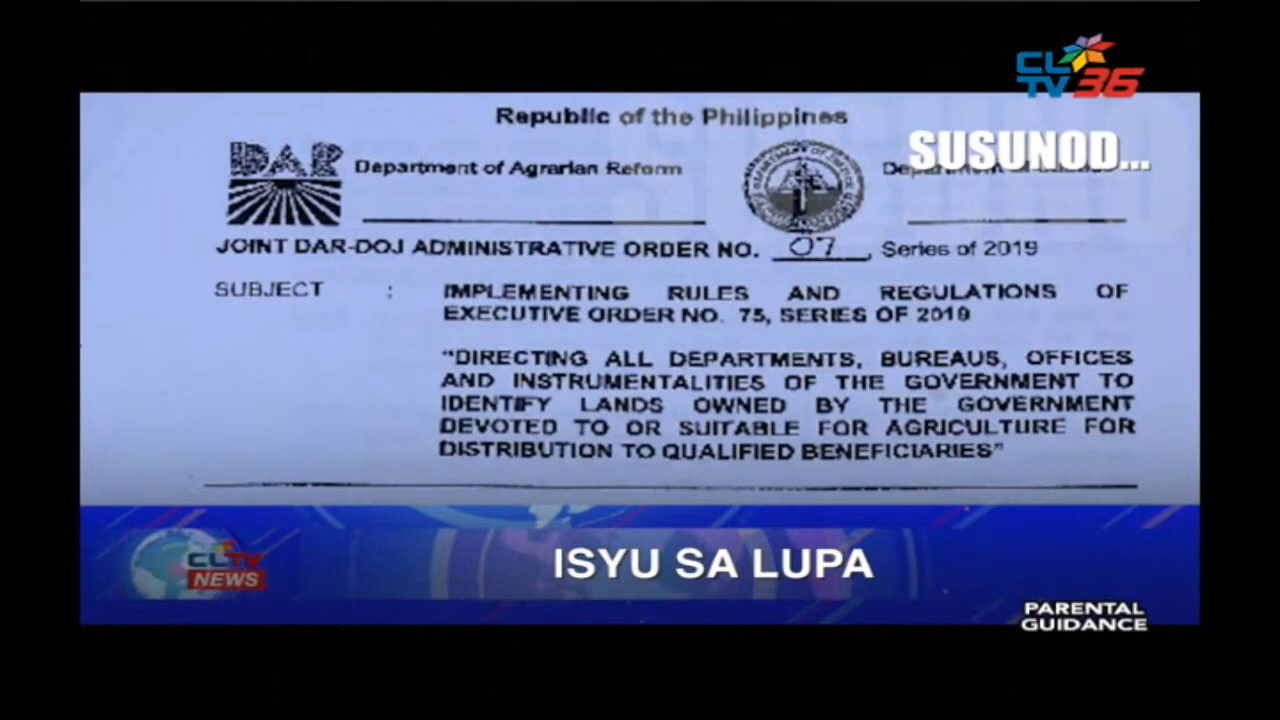 CL
TV36
SUSUNOD...
Republic of the Philippines
DAR
Department of Agrarian Reform
JOINT DAR-DOJ ADMINISTRATIVE ORDER NO. 07, Series of 2019
SUBJECT : IMPLEMENTING RULES AND REGULATIONS OF
EXECUTIVE ORDER NO. 75, SERIES OF 2019
"DIRECTING ALL DEPARTMENTS, BUREAUS, OFFICES
AND INSTRUMENTALITIES OF THE GOVERNMENT TO
IDENTIFY LANDS OWNED BY THE GOVERNMENT
DEVOTED TO OR SUITABLE FOR AGRICULTURE FOR
DISTRIBUTION TO QUALIFIED BENEFICIARIES"
CLTV
NEWS
ISYU SA LUPA
PARENTAL
GUIDANCE